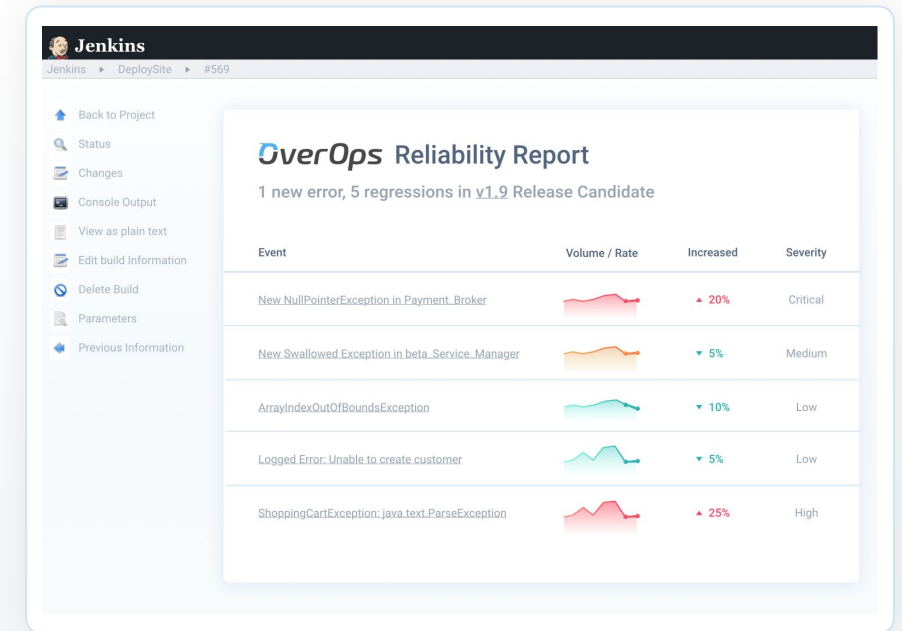 Jenkins
Jenkins ▸ DeploySite ▸ #569
Back to Project
Status
Changes
Console Output
View as plain text
Edit build Information
Delete Build
Parameters
Previous Information
OverOps Reliability Report
1 new error, 5 regressions in v1.9 Release Candidate
Event Volume / Rate Increased Severity
New NullPointerException in Payment_Broker ▲ 20% Critical
New Swallowed Exception in beta_Service_Manager ▼ 5% Medium
ArrayIndexOutOfBoundsException ▼ 10% Low
Logged Error: Unable to create customer ▼ 5% Low
ShoppingCartException: java.text.ParseException ▲ 25% High